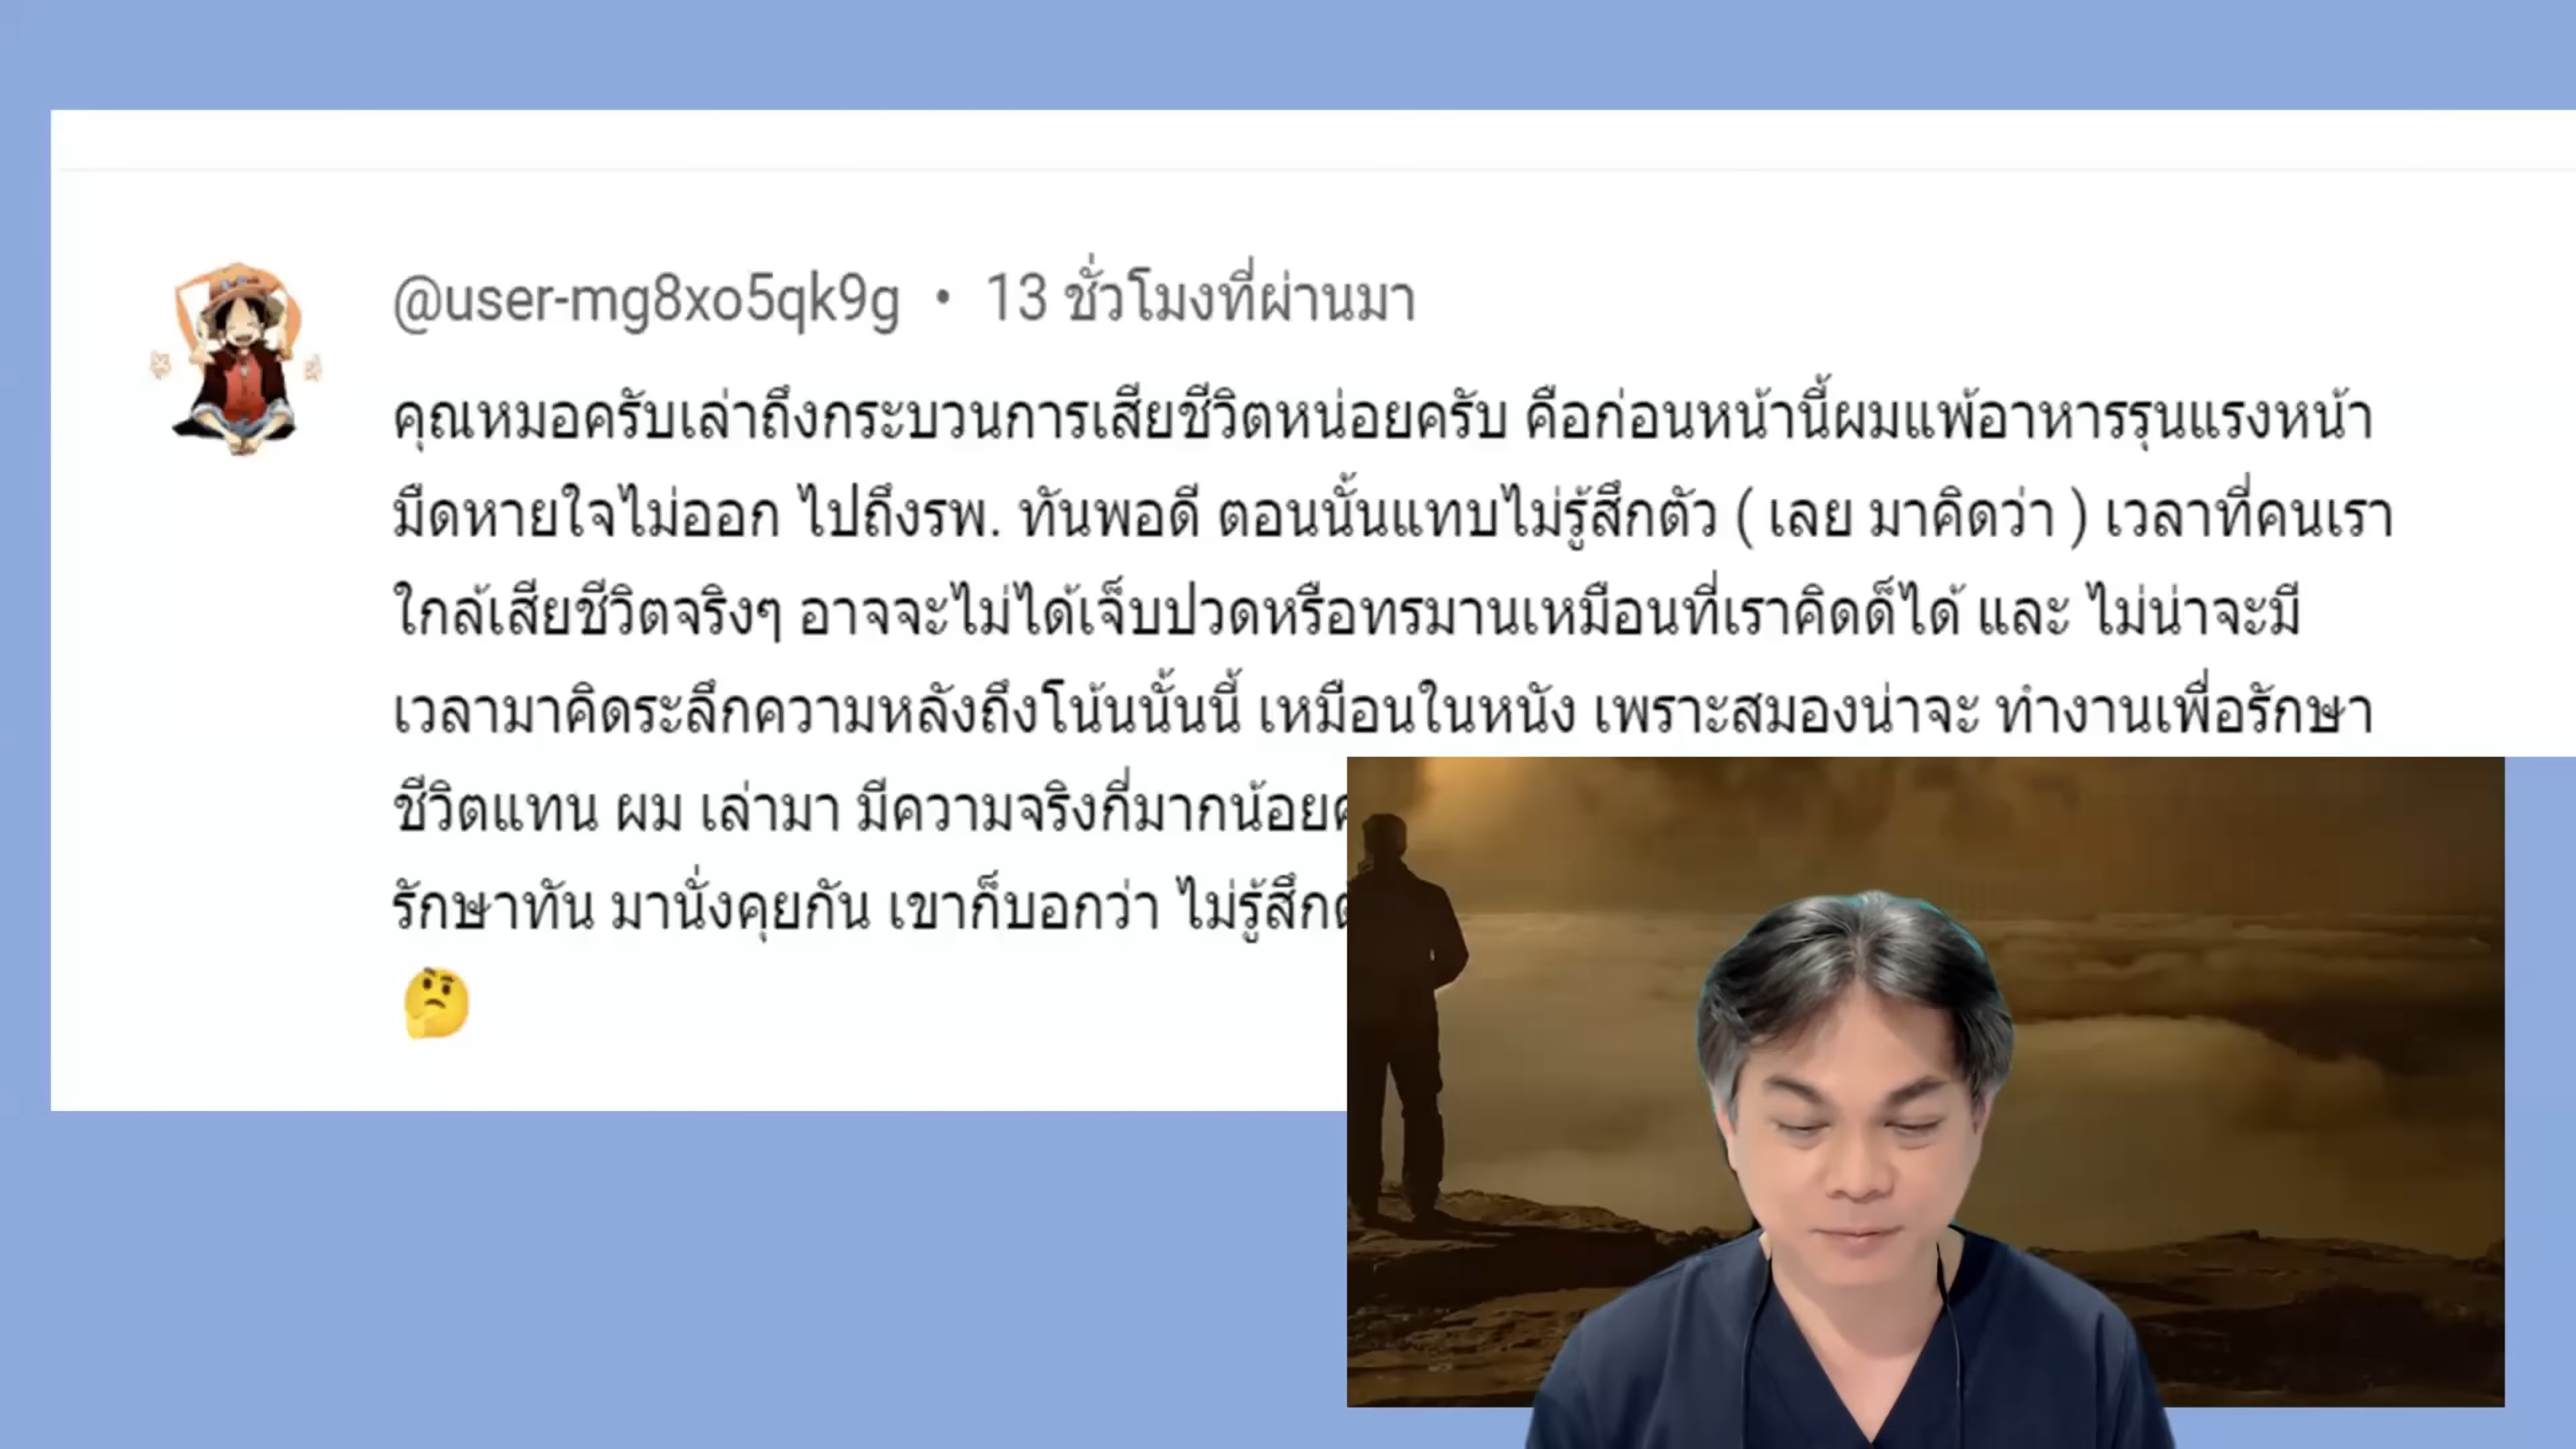 @user-mg8xo5qk9g • 13 ชั่วโมงที่ผ่านมา
คุณหมอครับเล่าถึงกระบวนการเสียชีวิตหน่อยครับ คือก่อนหน้านี้ผมแพ้อาหารรุนแรงหน้า
มืดหายใจไม่ออก ไปถึงรพ. ทันพอดี ตอนนั้นแทบไม่รู้สึกตัว ( เลย มาคิดว่า ) เวลาที่คนเรา
ใกล้เสียชีวิตจริงๆ อาจจะไม่ได้เจ็บปวดหรือทรมานเหมือนที่เราคิดด็ได้ และ ไม่น่าจะมี
เวลามาคิดระลึกความหลังถึงโน้นนั้นนี้ เหมือนในหนัง เพราะสมองน่าจะ ทำงานเพื่อรักษา
ชีวิตแทน ผม เล่ามา มีความจริงกี่มากน้อย
รักษาทัน มานั่งคุยกัน เขาก็บอกว่า ไม่รู้สึก